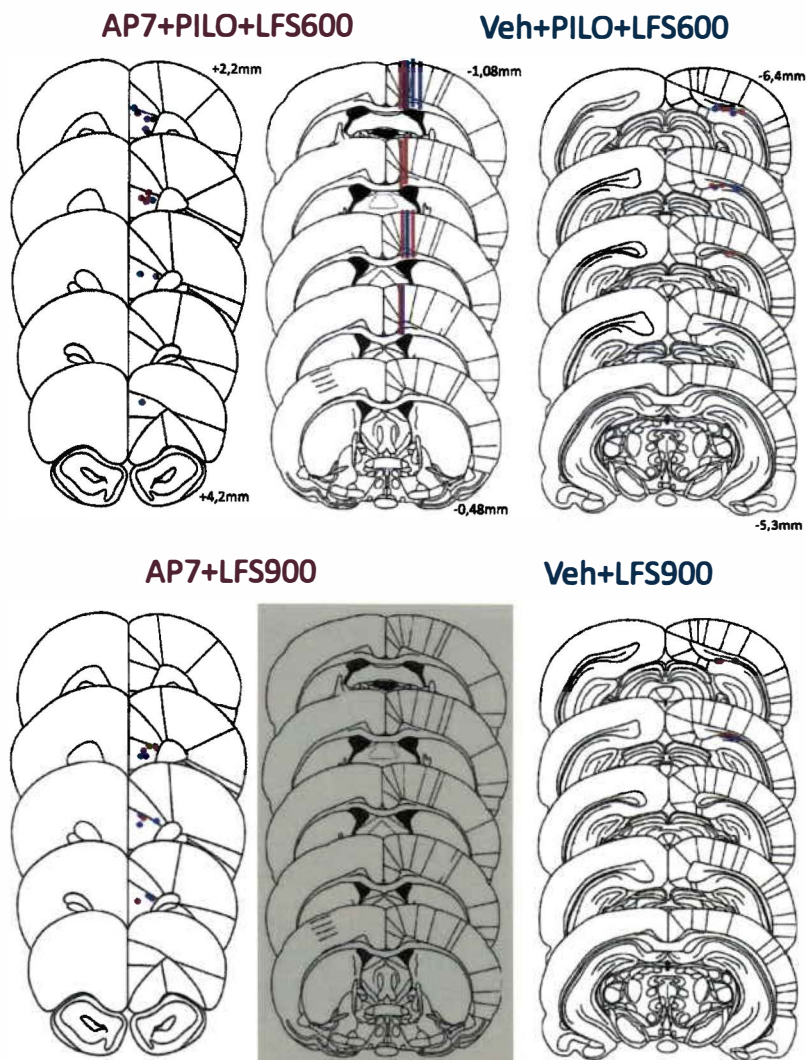 AP7+PILO+LFS600 Veh+PILO+LFS600
+2,2mm -1,08mm -6,4mm
+4,2mm -0,48mm -5,3mm
AP7+LFS900 Veh+LFS900